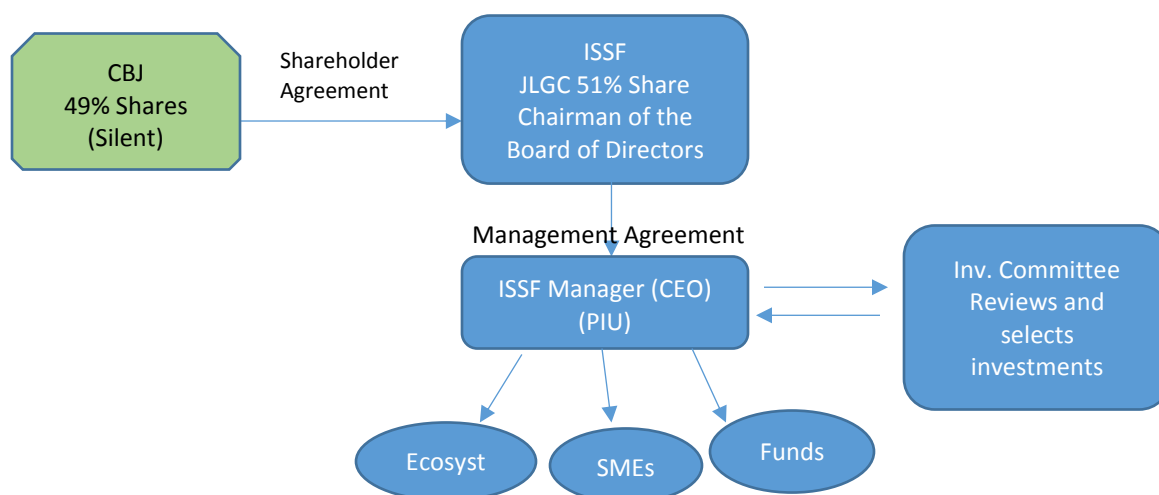 CBJ
49% Shares
(Silent)
Shareholder
Agreement
ISSF
JLGC 51% Share
Chairman of the
Board of Directors
Management Agreement
ISSF Manager (CEO)
(PIU)
Inv. Committee
Reviews and
selects
investments
Ecosyst
SMEs
Funds